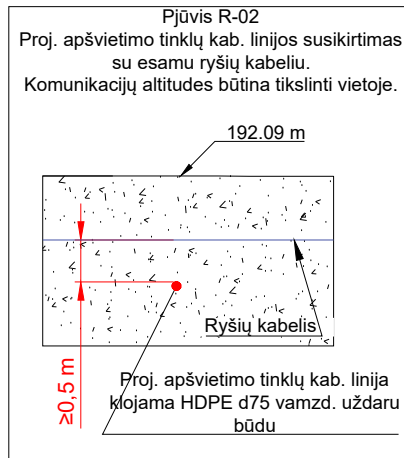 Pjūvis R-02
Proj. apšvietimo tinklų kab. linijos susikirtimas
su esamu ryšių kabeliu.
Komunikacijų altitudes būtina tikslinti vietoje.
192.09 m
Ryšių kabelis
≥0,5 m
Proj. apšvietimo tinklų kab. linija
klojama HDPE d75 vamzd. uždaru
būdu